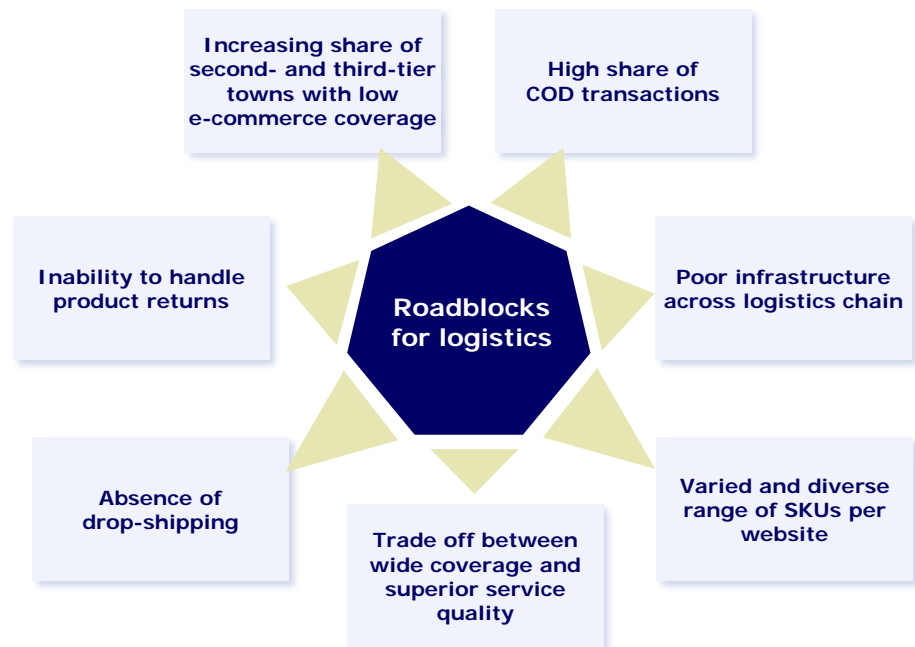 Increasing share of
second- and third-tier
towns with low
e-commerce coverage
High share of
COD transactions
Inability to handle
product returns
Roadblocks
for logistics
Poor infrastructure
across logistics chain
Absence of
drop-shipping
Trade off between
wide coverage and
superior service
quality
Varied and diverse
range of SKUs per
website